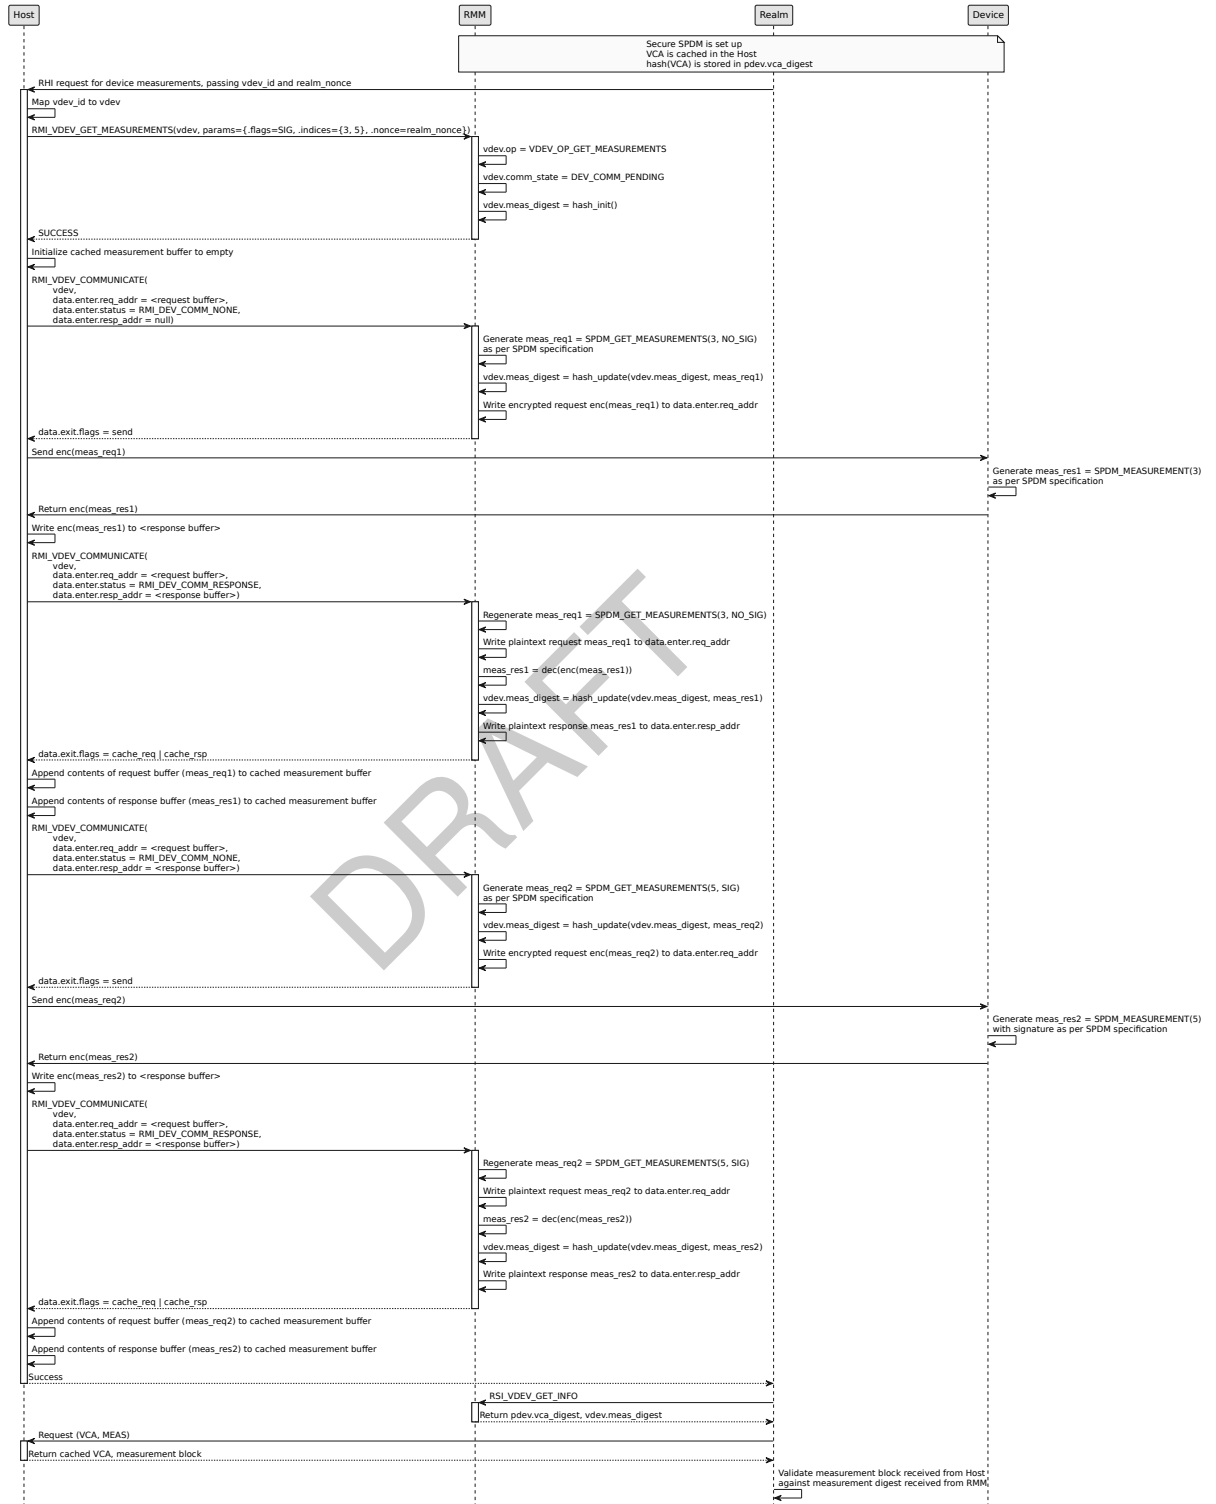 Host
RMM
Realm
Device
Secure SPDM is set up
VCA is cached in the Host
hash(VCA) is stored in pdev.vca_digest
RHI request for device measurements, passing vdev_id and realm_nonce
Map vdev_id to vdev
RMI_VDEV_GET_MEASUREMENTS(vdev, params={.flags=SIG, .indices={3, 5}, .nonce=realm_nonce})
vdev.op = VDEV_OP_GET_MEASUREMENTS
vdev.comm_state = DEV_COMM_PENDING
vdev.meas_digest = hash_init()
SUCCESS
Initialize cached measurement buffer to empty
RMI_VDEV_COMMUNICATE(
vdev,
data.enter.req_addr = <request buffer>,
data.enter.status = RMI_DEV_COMM_NONE,
data.enter.resp_addr = null)
Generate meas_req1 = SPDM_GET_MEASUREMENTS(3, NO_SIG)
as per SPDM specification
vdev.meas_digest = hash_update(vdev.meas_digest, meas_req1)
Write encrypted request enc(meas_req1) to data.enter.req_addr
data.exit.flags = send
Send enc(meas_req1)
Generate meas_res1 = SPDM_MEASUREMENT(3)
as per SPDM specification
Return enc(meas_res1)
Write enc(meas_res1) to <response buffer>
RMI_VDEV_COMMUNICATE(
vdev,
data.enter.req_addr = <request buffer>,
data.enter.status = RMI_DEV_COMM_RESPONSE,
data.enter.resp_addr = <response buffer>)
Regenerate meas_req1 = SPDM_GET_MEASUREMENTS(3, NO_SIG)
Write plaintext request meas_req1 to data.enter.req_addr
meas_res1 = dec(enc(meas_res1))
vdev.meas_digest = hash_update(vdev.meas_digest, meas_res1)
Write plaintext response meas_res1 to data.enter.resp_addr
data.exit.flags = cache_req | cache_rsp
Append contents of request buffer (meas_req1) to cached measurement buffer
Append contents of response buffer (meas_res1) to cached measurement buffer
RMI_VDEV_COMMUNICATE(
vdev,
data.enter.req_addr = <request buffer>,
data.enter.status = RMI_DEV_COMM_NONE,
data.enter.resp_addr = <response buffer>)
Generate meas_req2 = SPDM_GET_MEASUREMENTS(5, SIG)
as per SPDM specification
vdev.meas_digest = hash_update(vdev.meas_digest, meas_req2)
Write encrypted request enc(meas_req2) to data.enter.req_addr
data.exit.flags = send
Send enc(meas_req2)
Generate meas_res2 = SPDM_MEASUREMENT(5)
with signature as per SPDM specification
Return enc(meas_res2)
Write enc(meas_res2) to <response buffer>
RMI_VDEV_COMMUNICATE(
vdev,
data.enter.req_addr = <request buffer>,
data.enter.status = RMI_DEV_COMM_RESPONSE,
data.enter.resp_addr = <response buffer>)
Regenerate meas_req2 = SPDM_GET_MEASUREMENTS(5, SIG)
Write plaintext request meas_req2 to data.enter.req_addr
meas_res2 = dec(enc(meas_res2))
vdev.meas_digest = hash_update(vdev.meas_digest, meas_res2)
Write plaintext response meas_res2 to data.enter.resp_addr
data.exit.flags = cache_req | cache_rsp
Append contents of request buffer (meas_req2) to cached measurement buffer
Append contents of response buffer (meas_res2) to cached measurement buffer
Success
RSI_VDEV_GET_INFO
Return pdev.vca_digest, vdev.meas_digest
Request (VCA, MEAS)
Return cached VCA, measurement block
Validate measurement block received from Host
against measurement digest received from RMM
DRAFT